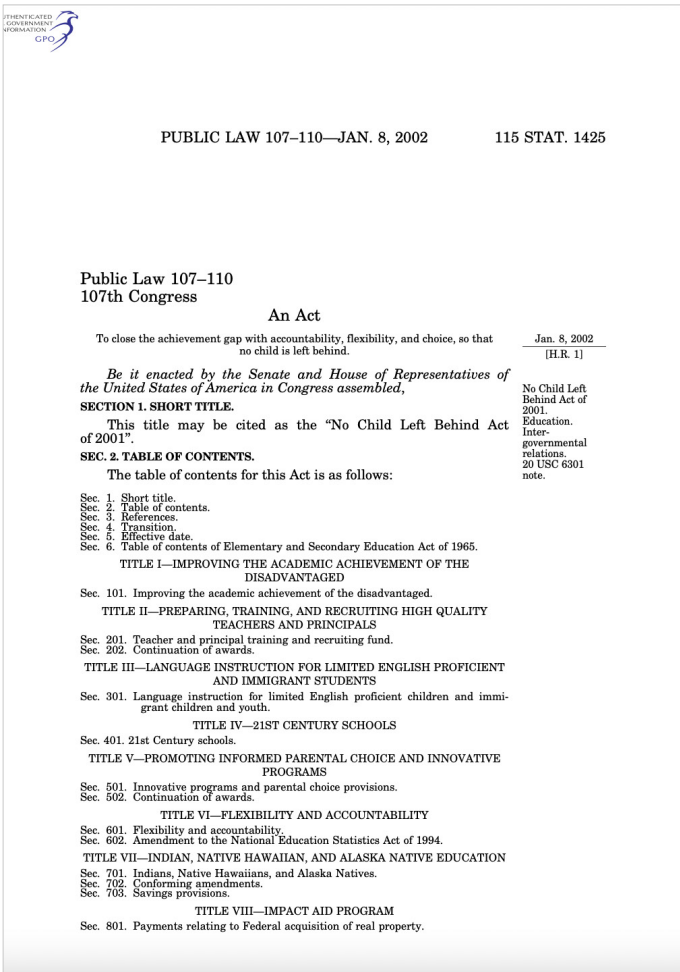 UTHENTICATED
. GOVERNMENT
NFORMATION
GPO
PUBLIC LAW 107–110—JAN. 8, 2002 115 STAT. 1425
Public Law 107–110
107th Congress
An Act
To close the achievement gap with accountability, flexibility, and choice, so that
no child is left behind.
Jan. 8, 2002
[H.R. 1]
Be it enacted by the Senate and House of Representatives of
the United States of America in Congress assembled,
No Child Left
Behind Act of
2001.
Education.
Inter-
governmental
relations.
20 USC 6301
note.
SECTION 1. SHORT TITLE.
This title may be cited as the “No Child Left Behind Act
of 2001”.
SEC. 2. TABLE OF CONTENTS.
The table of contents for this Act is as follows:
Sec. 1. Short title.
Sec. 2. Table of contents.
Sec. 3. References.
Sec. 4. Transition.
Sec. 5. Effective date.
Sec. 6. Table of contents of Elementary and Secondary Education Act of 1965.
TITLE I—IMPROVING THE ACADEMIC ACHIEVEMENT OF THE
DISADVANTAGED
Sec. 101. Improving the academic achievement of the disadvantaged.
TITLE II—PREPARING, TRAINING, AND RECRUITING HIGH QUALITY
TEACHERS AND PRINCIPALS
Sec. 201. Teacher and principal training and recruiting fund.
Sec. 202. Continuation of awards.
TITLE III—LANGUAGE INSTRUCTION FOR LIMITED ENGLISH PROFICIENT
AND IMMIGRANT STUDENTS
Sec. 301. Language instruction for limited English proficient children and immi-
grant children and youth.
TITLE IV—21ST CENTURY SCHOOLS
Sec. 401. 21st Century schools.
TITLE V—PROMOTING INFORMED PARENTAL CHOICE AND INNOVATIVE
PROGRAMS
Sec. 501. Innovative programs and parental choice provisions.
Sec. 502. Continuation of awards.
TITLE VI—FLEXIBILITY AND ACCOUNTABILITY
Sec. 601. Flexibility and accountability.
Sec. 602. Amendment to the National Education Statistics Act of 1994.
TITLE VII—INDIAN, NATIVE HAWAIIAN, AND ALASKA NATIVE EDUCATION
Sec. 701. Indians, Native Hawaiians, and Alaska Natives.
Sec. 702. Conforming amendments.
Sec. 703. Savings provisions.
TITLE VIII—IMPACT AID PROGRAM
Sec. 801. Payments relating to Federal acquisition of real property.